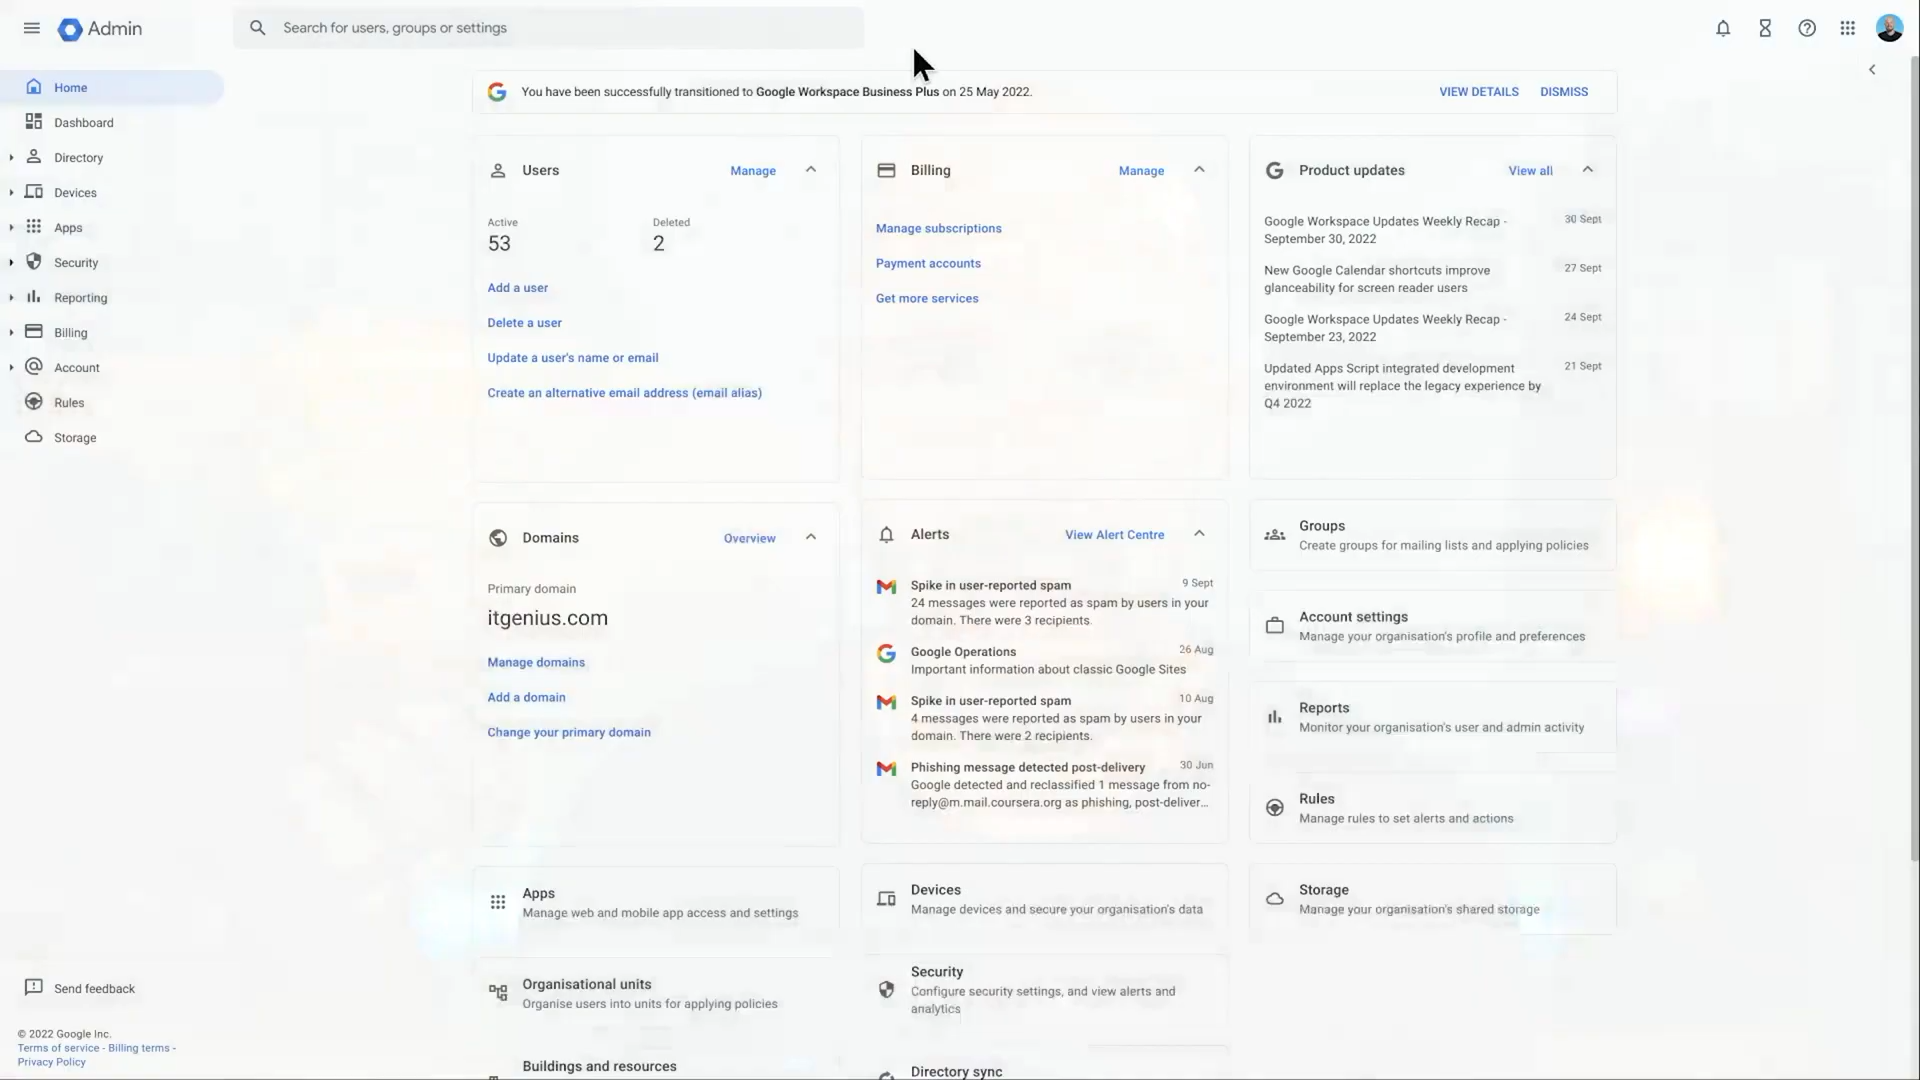 Admin
Search for users, groups or settings
Home
Dashboard
Directory
Devices
Apps
Security
Reporting
Billing
Account
Rules
Storage
Send feedback
© 2022 Google Inc.
Terms of service - Billing terms -
Privacy Policy
You have been successfully transitioned to Google Workspace Business Plus on 25 May 2022.
VIEW DETAILS
DISMISS
Users
Manage
Active
Deleted
53
2
Add a user
Delete a user
Update a user's name or email
Create an alternative email address (email alias)
Billing
Manage
Manage subscriptions
Payment accounts
Get more services
Product updates
View all
Google Workspace Updates Weekly Recap -
September 30, 2022
30 Sept
New Google Calendar shortcuts improve
glanceability for screen reader users
27 Sept
Google Workspace Updates Weekly Recap -
September 23, 2022
24 Sept
Updated Apps Script integrated development
environment will replace the legacy experience by
Q4 2022
21 Sept
Domains
Overview
Primary domain
itgenius.com
Manage domains
Add a domain
Change your primary domain
Alerts
View Alert Centre
Spike in user-reported spam
9 Sept
24 messages were reported as spam by users in your
domain. There were 3 recipients.
Google Operations
26 Aug
Important information about classic Google Sites
Spike in user-reported spam
10 Aug
4 messages were reported as spam by users in your
domain. There were 2 recipients.
Phishing message detected post-delivery
30 Jun
Google detected and reclassified 1 message from no-
reply@m.mail.coursera.org as phishing, post-deliver...
Groups
Create groups for mailing lists and applying policies
Account settings
Manage your organisation's profile and preferences
Reports
Monitor your organisation's user and admin activity
Rules
Manage rules to set alerts and actions
Apps
Manage web and mobile app access and settings
Devices
Manage devices and secure your organisation's data
Storage
Manage your organisation's shared storage
Organisational units
Organise users into units for applying policies
Security
Configure security settings, and view alerts and
analytics
Buildings and resources
Directory sync